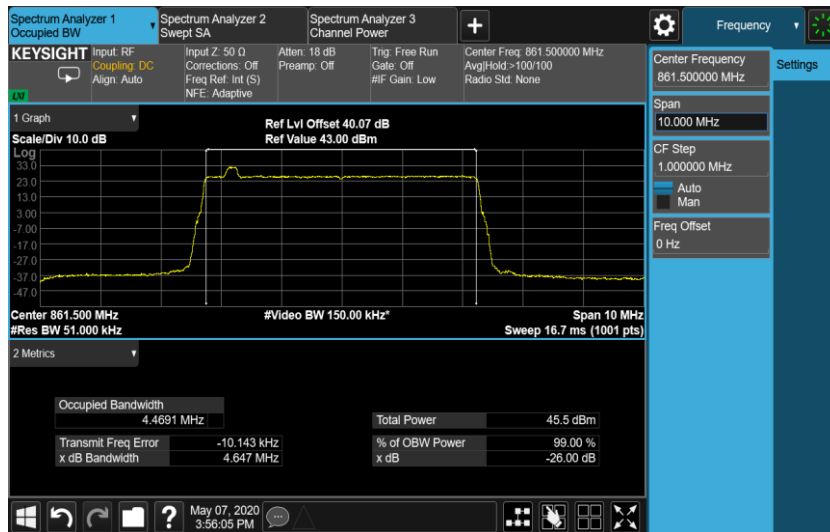 Spectrum Analyzer 1
Occupied BW
Spectrum Analyzer 2
Swept SA
Spectrum Analyzer 3
Channel Power
Frequency
KEYSIGHT
Input: RF
Coupling: DC
Align: Auto
Input Z: 50 Ω
Corrections: Off
Freq Ref: Int (S)
NFE: Adaptive
Atten: 18 dB
Preamp: Off
Trig: Free Run
Gate: Off
#IF Gain: Low
Center Freq: 861.500000 MHz
Avg|Hold:>100/100
Radio Std: None
LXI
Center Frequency
861.500000 MHz
Settings
Span
10.000 MHz
CF Step
1.000000 MHz
Auto
Man
Freq Offset
0 Hz
1 Graph
Scale/Div 10.0 dB
Ref Lvl Offset 40.07 dB
Ref Value 43.00 dBm
Log
33.0
23.0
13.0
3.00
-7.00
-17.0
-27.0
-37.0
-47.0
Center 861.500 MHz
#Video BW 150.00 kHz*
Span 10 MHz
#Res BW 51.000 kHz
Sweep 16.7 ms (1001 pts)
2 Metrics
Occupied Bandwidth
4.4691 MHz
Total Power 45.5 dBm
Transmit Freq Error -10.143 kHz
% of OBW Power 99.00 %
x dB Bandwidth 4.647 MHz
x dB -26.00 dB
?
May 07, 2020
3:56:05 PM